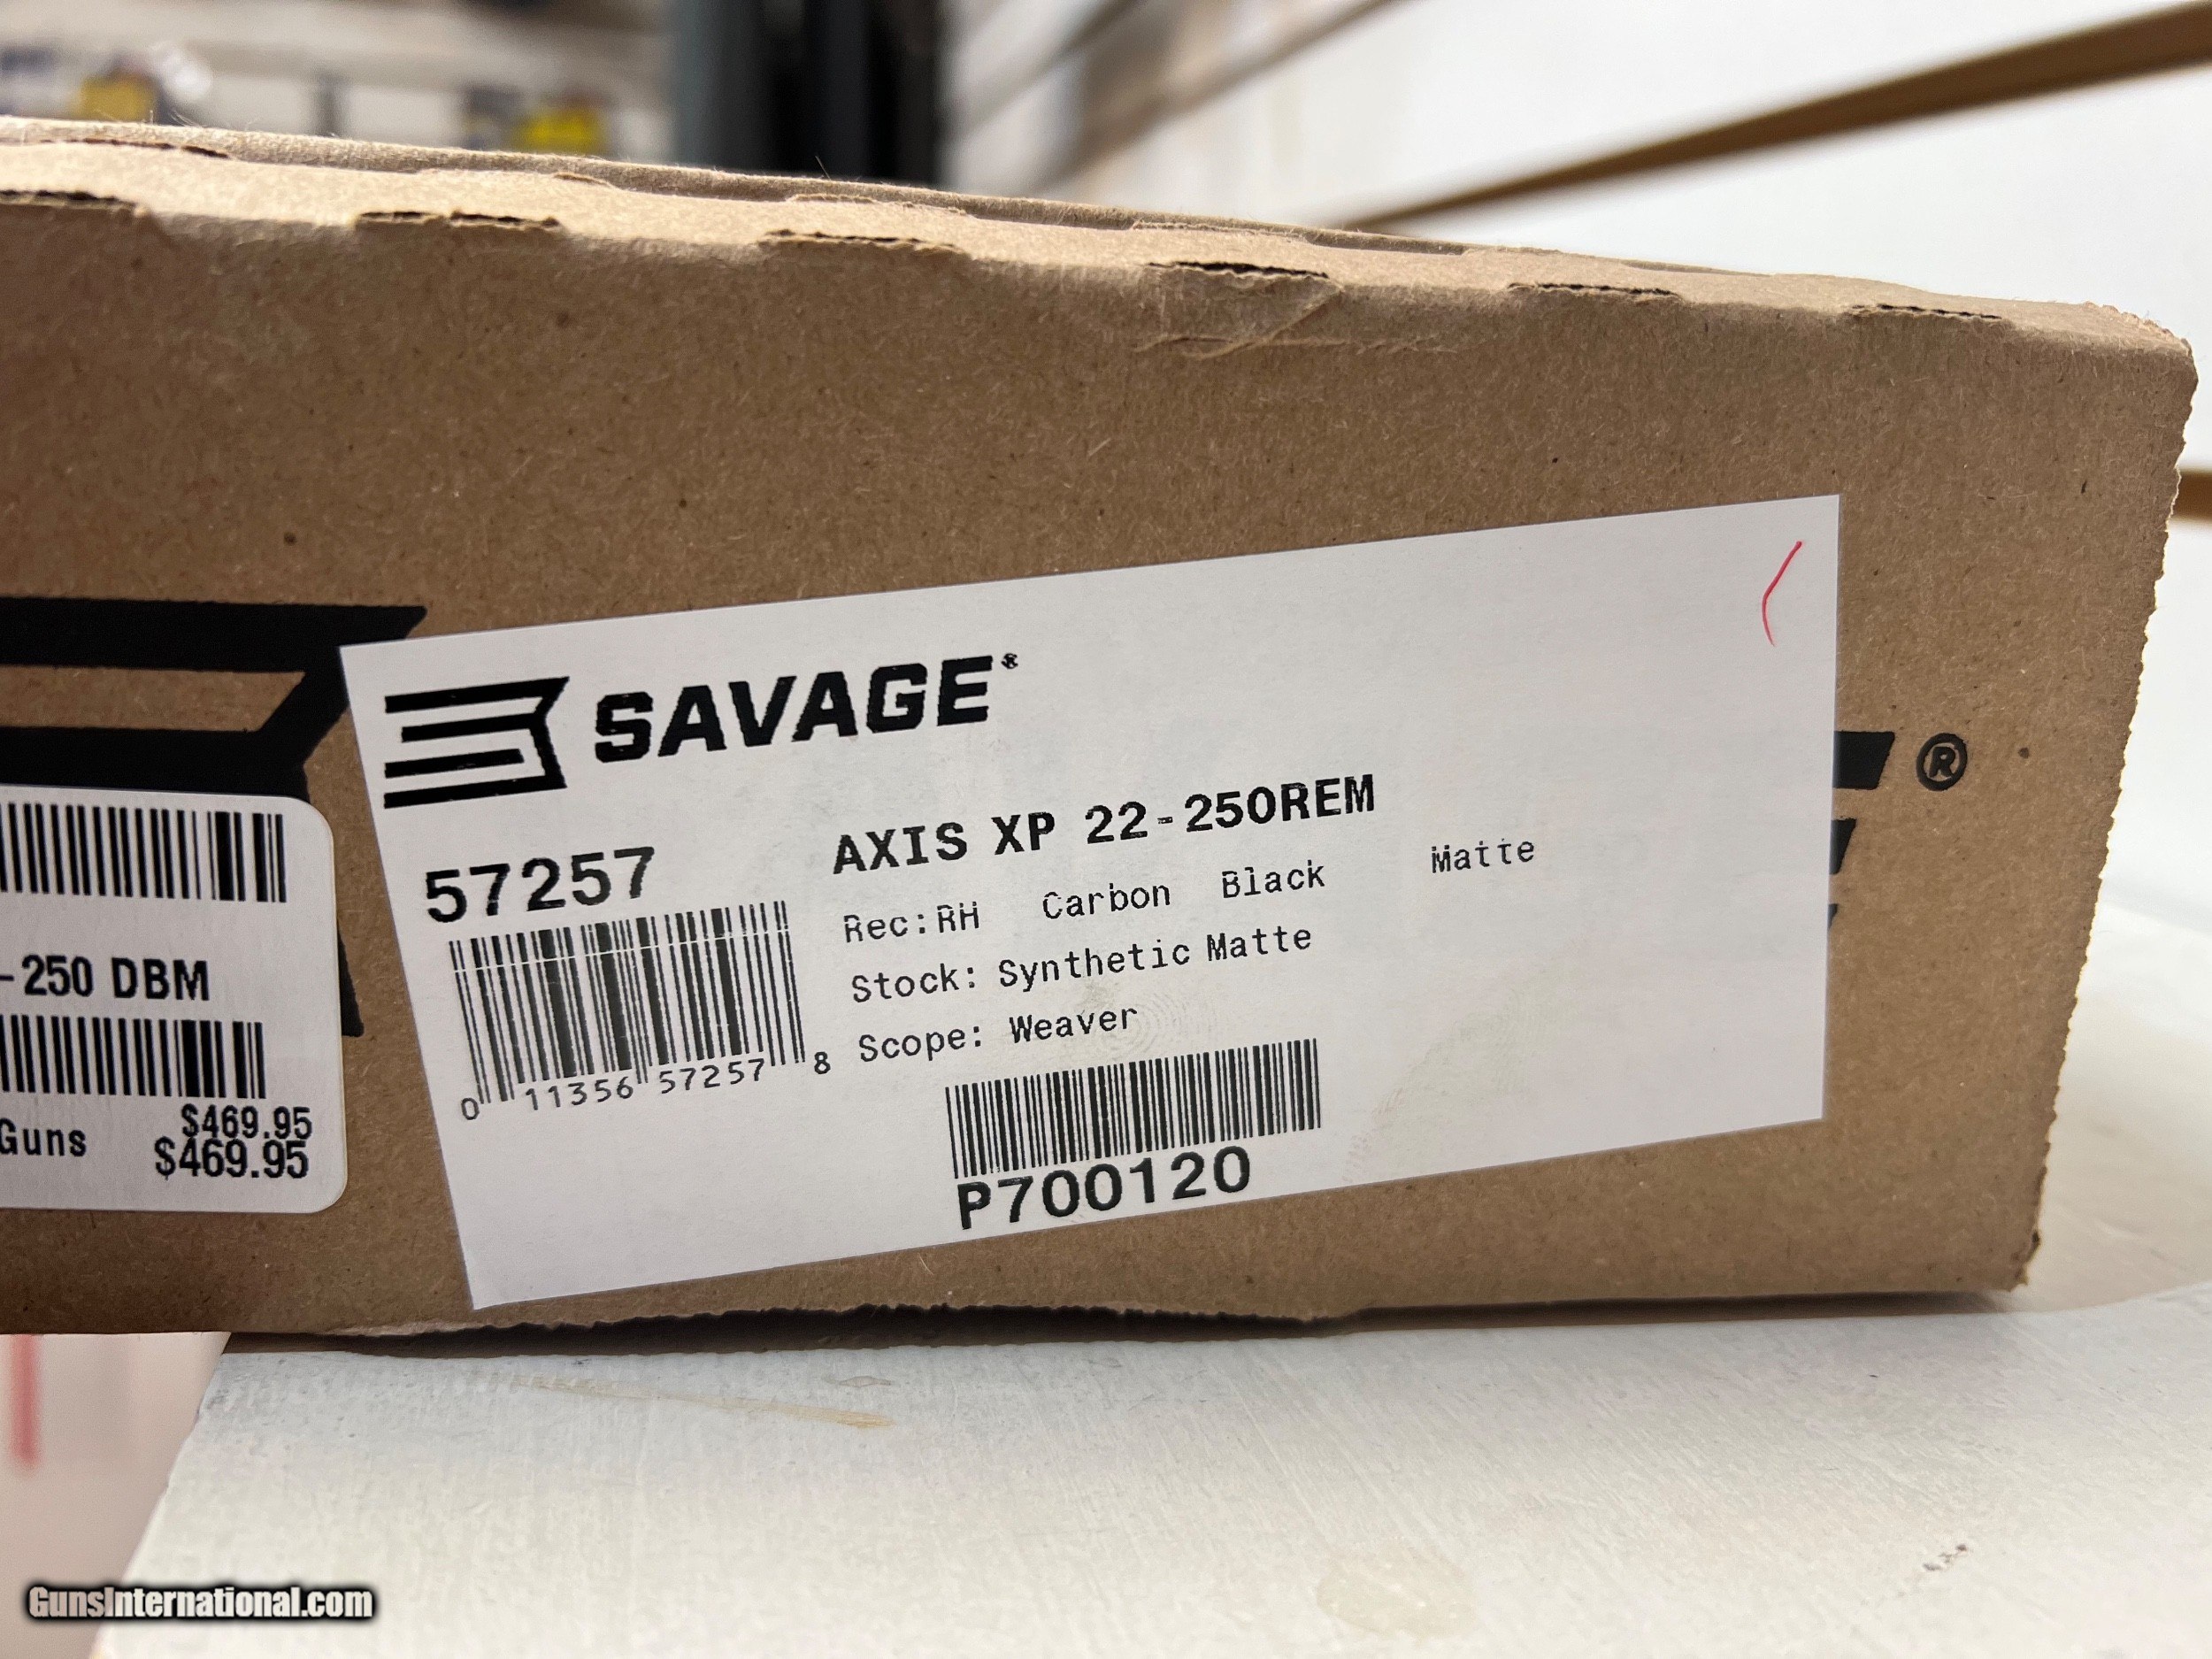 SAVAGE®
57257
AXIS XP 22-250REM
Rec:RH Carbon Black Matte
Stock: Synthetic Matte
Scope: Weaver
0 11356 57257 8
P700120
®
-250 DBM
$469.95
Guns $469.95
GunsInternational.com